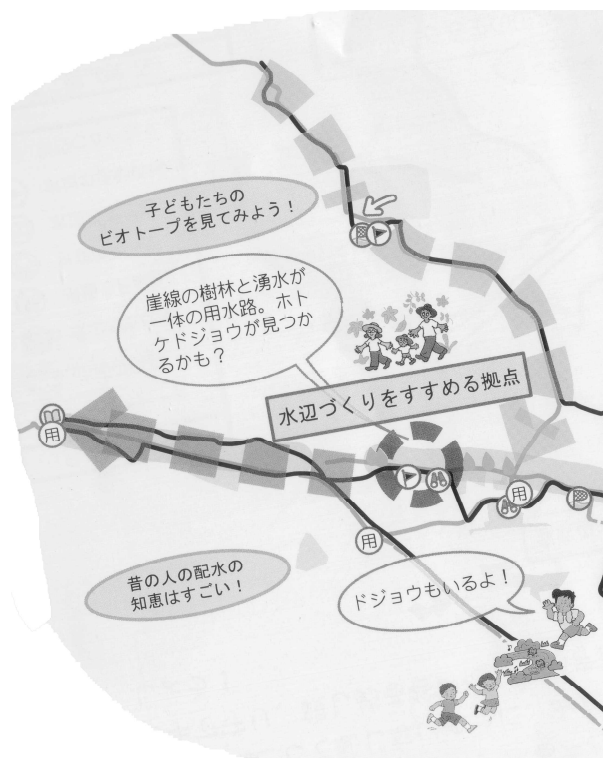 子どもたちの
ビオトープを見てみよう！
崖線の樹林と湧水が
一体の用水路。ホト
ケドジョウが見つか
るかも？
水辺づくりをすすめる拠点
用
用
用
昔の人の配水の
知恵はすごい！
ドジョウもいるよ！